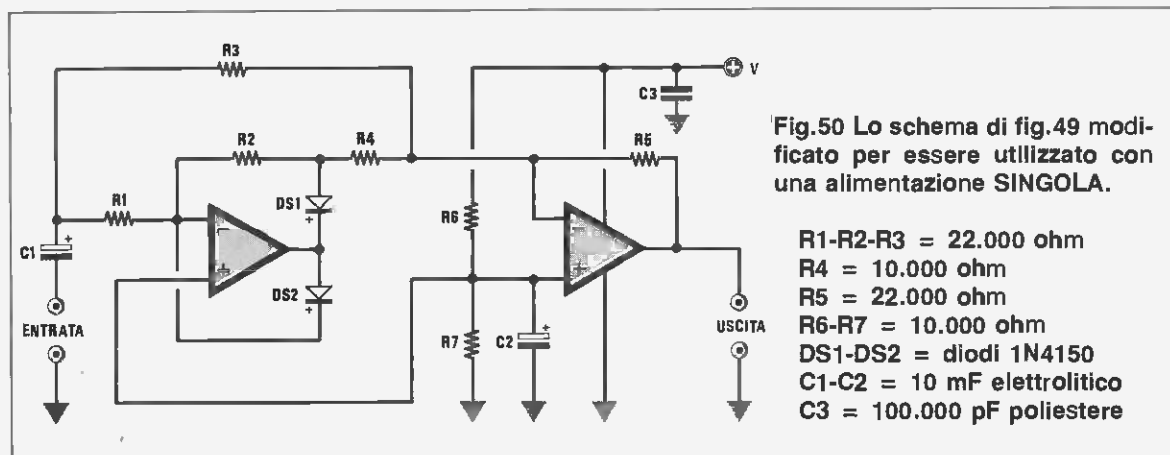 R3
V
C3
R2
R4
R5
R1
DS1
R6
C1
+
+
-
+
-
+
DS2
+
+
ENTRATA
R7
C2
USCITA
Fig.50 Lo schema di fig.49 modi-
ficato per essere utilizzato con
una alimentazione SINGOLA.
R1-R2-R3 = 22.000 ohm
R4 = 10.000 ohm
R5 = 22.000 ohm
R6-R7 = 10.000 ohm
DS1-DS2 = diodi 1N4150
C1-C2 = 10 mF elettrolitico
C3 = 100.000 pF poliestere